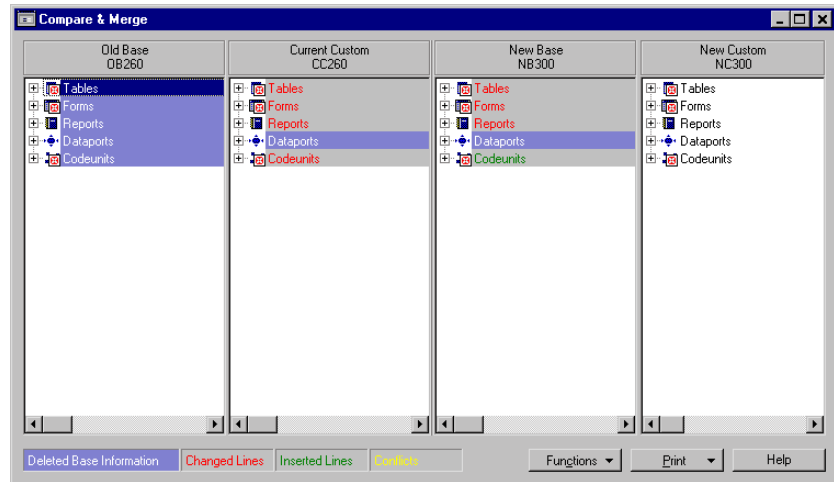 Compare & Merge
Old Base
OB260
Current Custom
CC260
New Base
NB300
New Custom
NC300
Tables
Forms
Reports
Dataports
Codeunits
Tables
Forms
Reports
Dataports
Codeunits
Tables
Forms
Reports
Dataports
Codeunits
Tables
Forms
Reports
Dataports
Codeunits
Deleted Base Information
Changed Lines
Inserted Lines
Conflicts
Functions
Print
Help